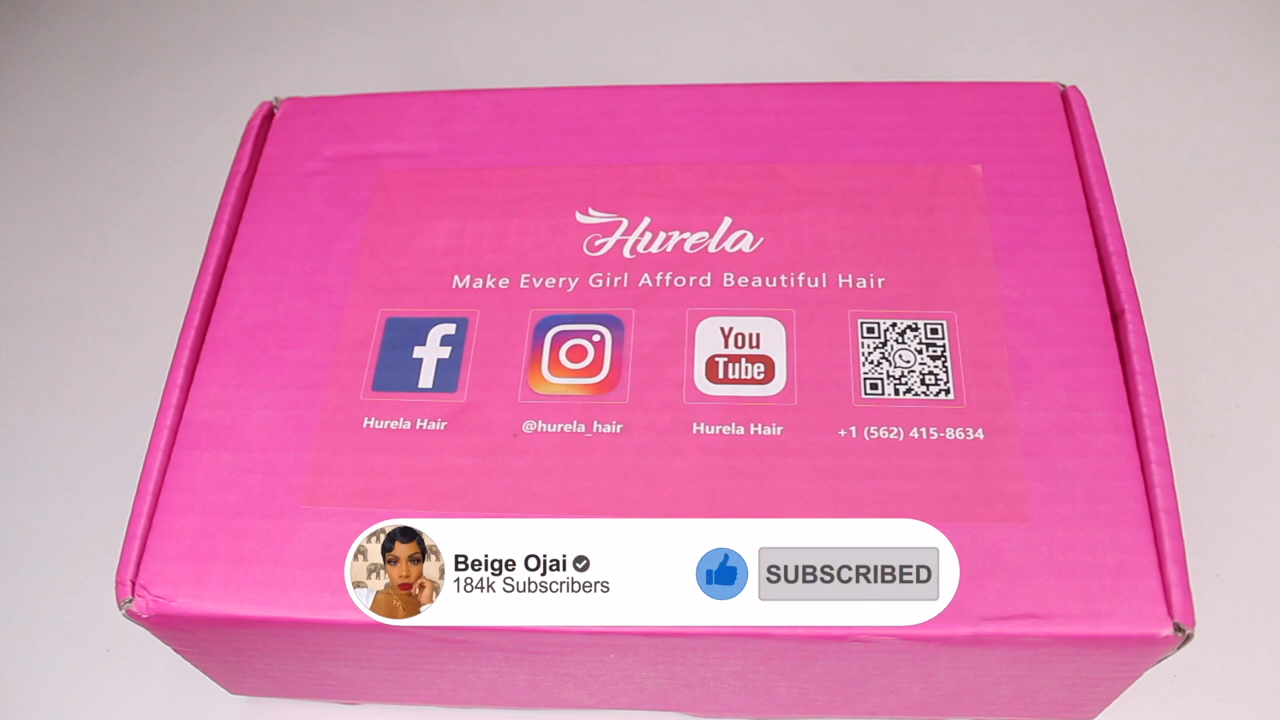 Hurela
Make Every Girl Afford Beautiful Hair
f
You
Tube
Hurela Hair
@hurela_hair
Hurela Hair
+1 (562) 415-8634
Beige Ojai
184k Subscribers
SUBSCRIBED